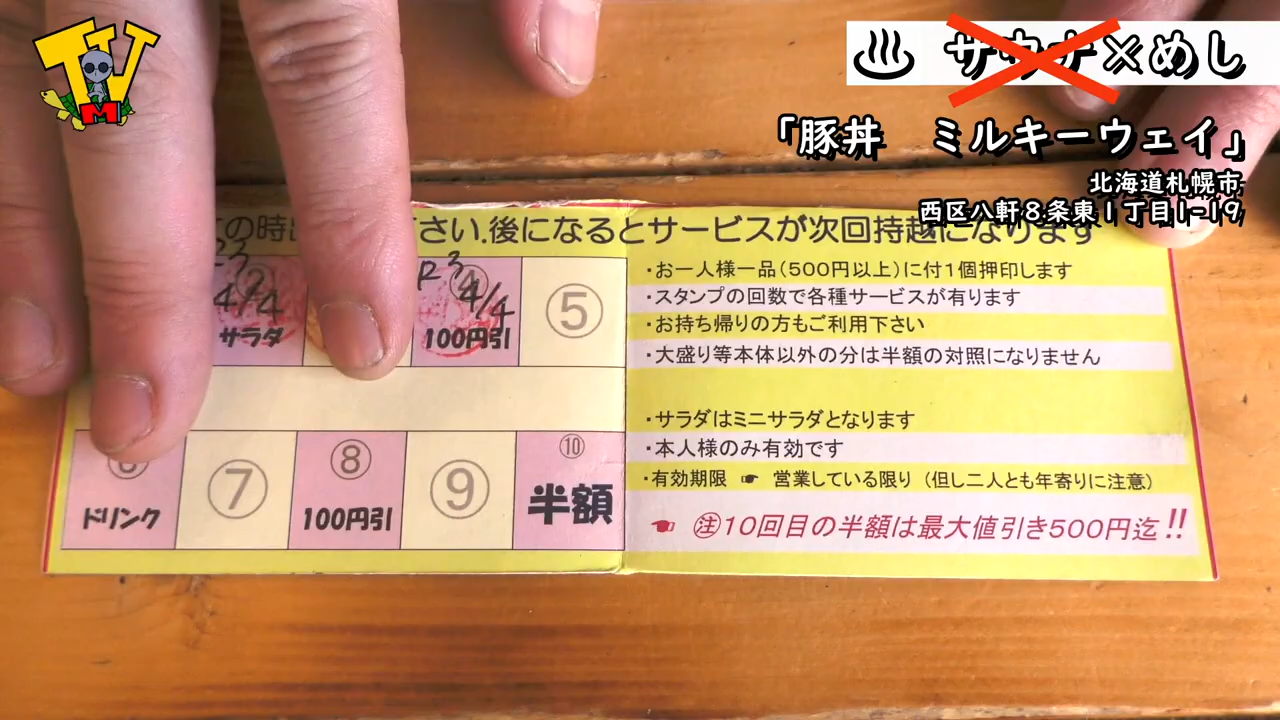 TTVM
サウナ×めし
「豚丼 ミルキーウェイ」
北海道札幌市
西区八軒8条東1丁目1-19
の時
さい.後になるとサービスが次回持越になります
② R3 4/4 サラダ
④ R3 4/4 100円引
⑤
・お一人様一品(500円以上)に付1個押印します
・スタンプの回数で各種サービスが有ります
・お持ち帰りの方もご利用下さい
・大盛り等本体以外の分は半額の対照になりません
・サラダはミニサラダとなります
・本人様のみ有効です
・有効期限 ☛ 営業している限り (但し二人とも年寄りに注意)
☚ 注10回目の半額は最大値引き500円迄!!
⑥ ドリンク
⑦
⑧ 100円引
⑨
⑩ 半額